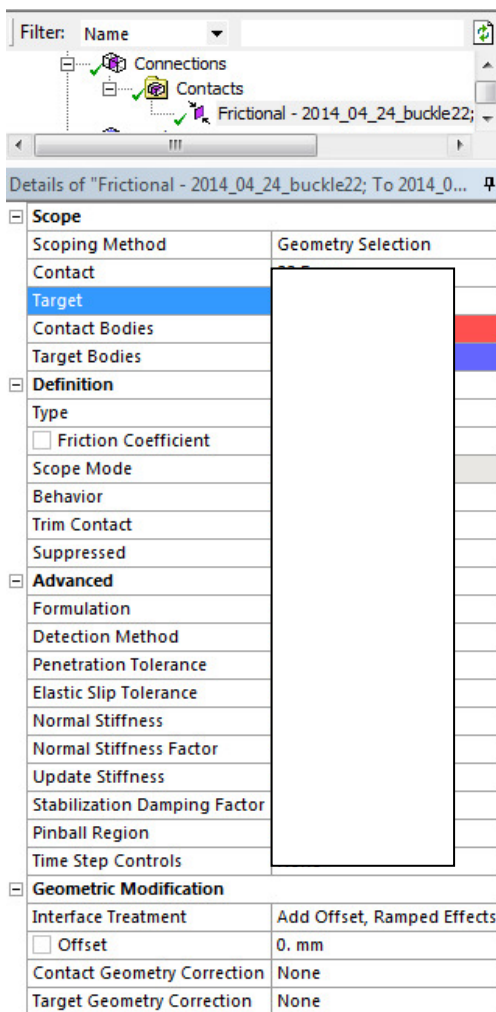 Filter: Name
Connections
Contacts
Frictional - 2014_04_24_buckle22;
Details of "Frictional - 2014_04_24_buckle22; To 2014_0...
Scope
Scoping Method Geometry Selection
Contact
Target
Contact Bodies
Target Bodies
Definition
Type
Friction Coefficient
Scope Mode
Behavior
Trim Contact
Suppressed
Advanced
Formulation
Detection Method
Penetration Tolerance
Elastic Slip Tolerance
Normal Stiffness
Normal Stiffness Factor
Update Stiffness
Stabilization Damping Factor
Pinball Region
Time Step Controls
Geometric Modification
Interface Treatment Add Offset, Ramped Effects
Offset 0. mm
Contact Geometry Correction None
Target Geometry Correction None